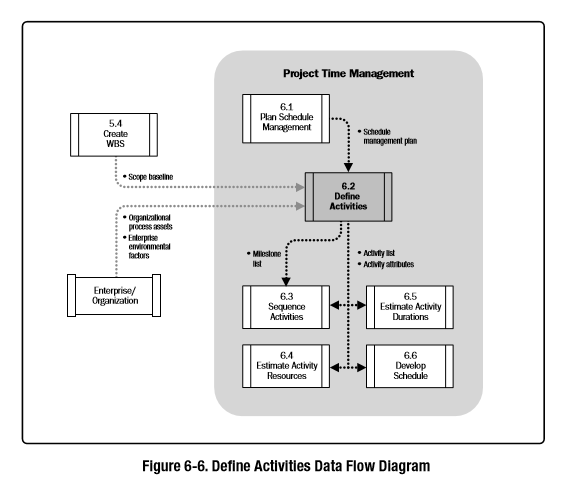 Project Time Management
6.1
Plan Schedule
Management
5.4
Create
WBS
• Schedule
management plan
• Scope baseline
6.2
Define
Activities
• Organizational
process assets
• Enterprise
environmental
factors
• Milestone
list
• Activity list
• Activity attributes
Enterprise/
Organization
6.3
Sequence
Activities
6.5
Estimate Activity
Durations
6.4
Estimate Activity
Resources
6.6
Develop
Schedule
Figure 6-6. Define Activities Data Flow Diagram